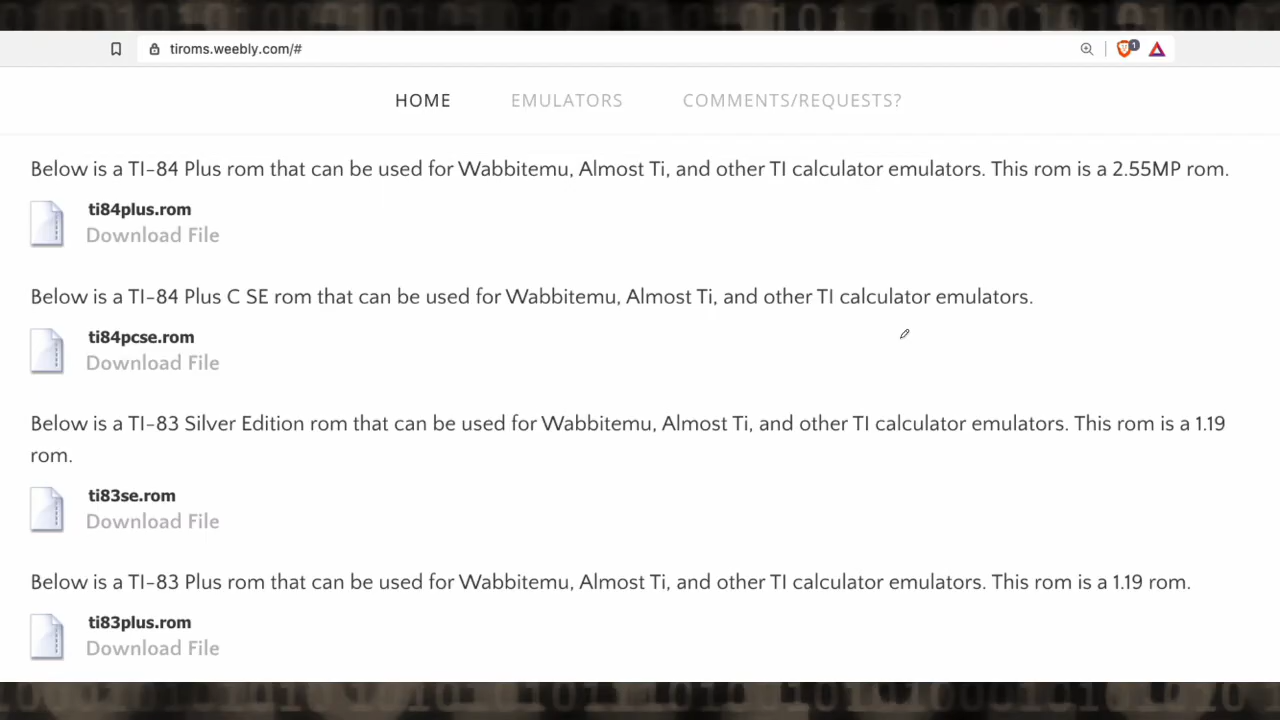 tiroms.weebly.com/#
1
HOME EMULATORS COMMENTS/REQUESTS?
Below is a TI-84 Plus rom that can be used for Wabbitemu, Almost Ti, and other TI calculator emulators. This rom is a 2.55MP rom.
ti84plus.rom
Download File
Below is a TI-84 Plus C SE rom that can be used for Wabbitemu, Almost Ti, and other TI calculator emulators.
ti84pcse.rom
Download File
Below is a TI-83 Silver Edition rom that can be used for Wabbitemu, Almost Ti, and other TI calculator emulators. This rom is a 1.19
rom.
ti83se.rom
Download File
Below is a TI-83 Plus rom that can be used for Wabbitemu, Almost Ti, and other TI calculator emulators. This rom is a 1.19 rom.
ti83plus.rom
Download File